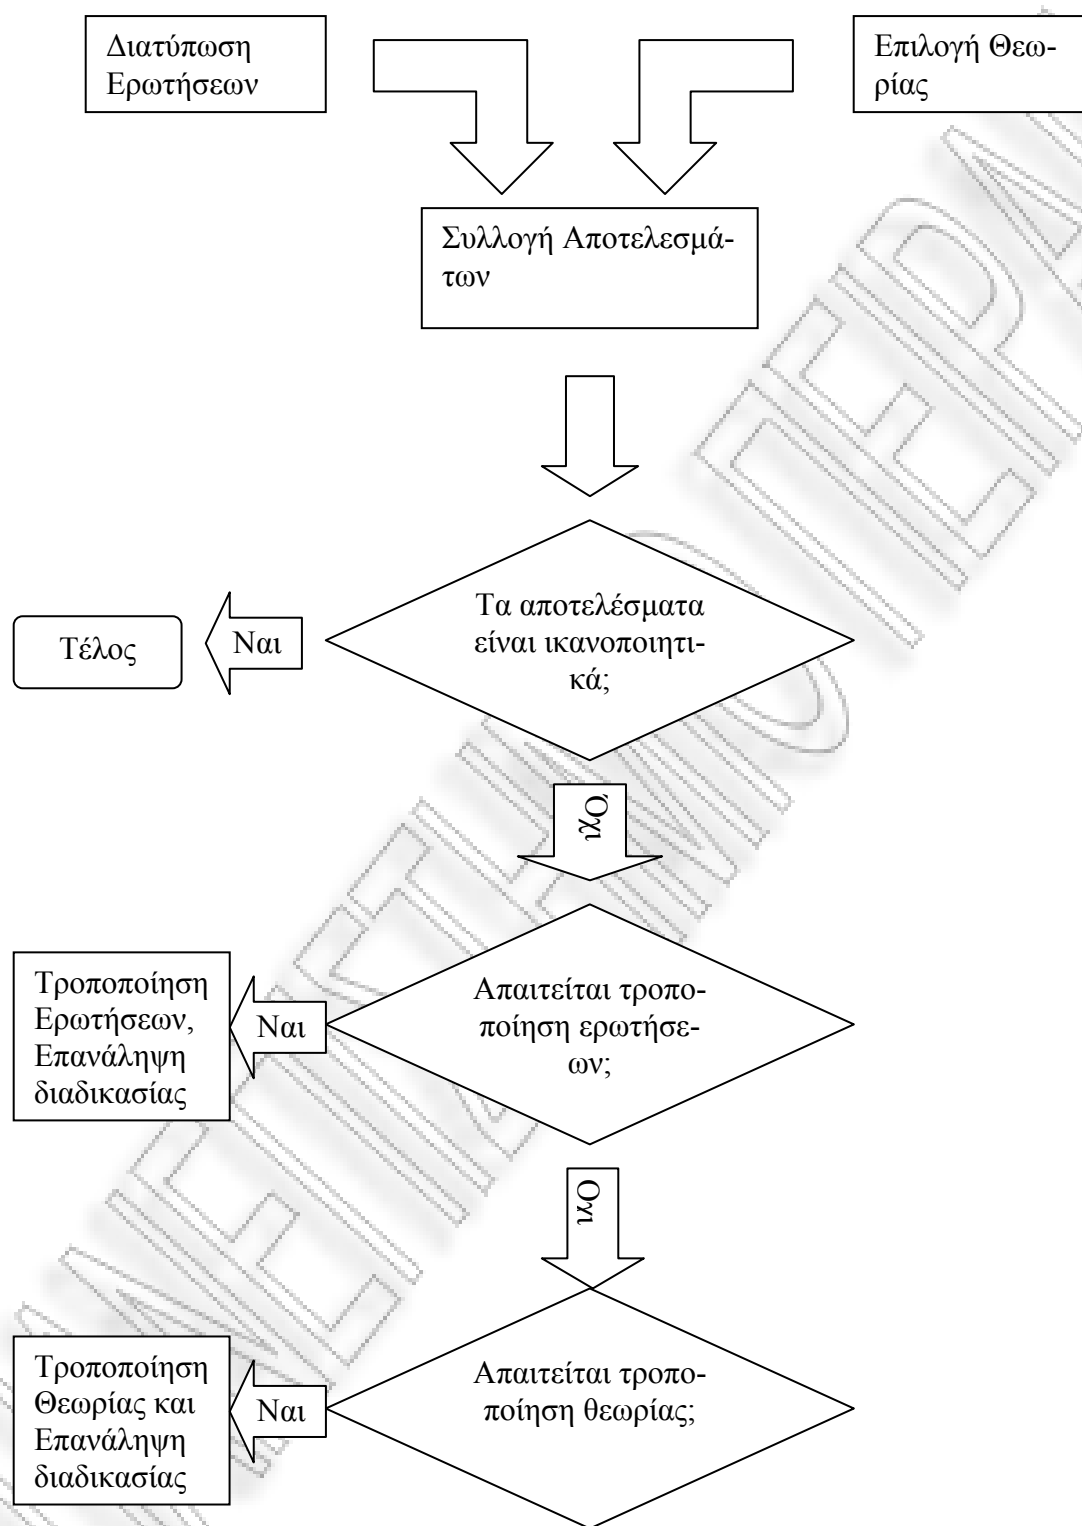 Διατύπωση
Ερωτήσεων
Επιλογή Θεω-
ρίας
Συλλογή Αποτελεσμά-
των
Τα αποτελέσματα
είναι ικανοποιητι-
κά;
Ναι
Τέλος
Όχι
Απαιτείται τροπο-
ποίηση ερωτήσε-
ων;
Ναι
Τροποποίηση
Ερωτήσεων,
Επανάληψη
διαδικασίας
Οχι
Απαιτείται τροπο-
ποίηση θεωρίας;
Ναι
Τροποποίηση
Θεωρίας και
Επανάληψη
διαδικασίας